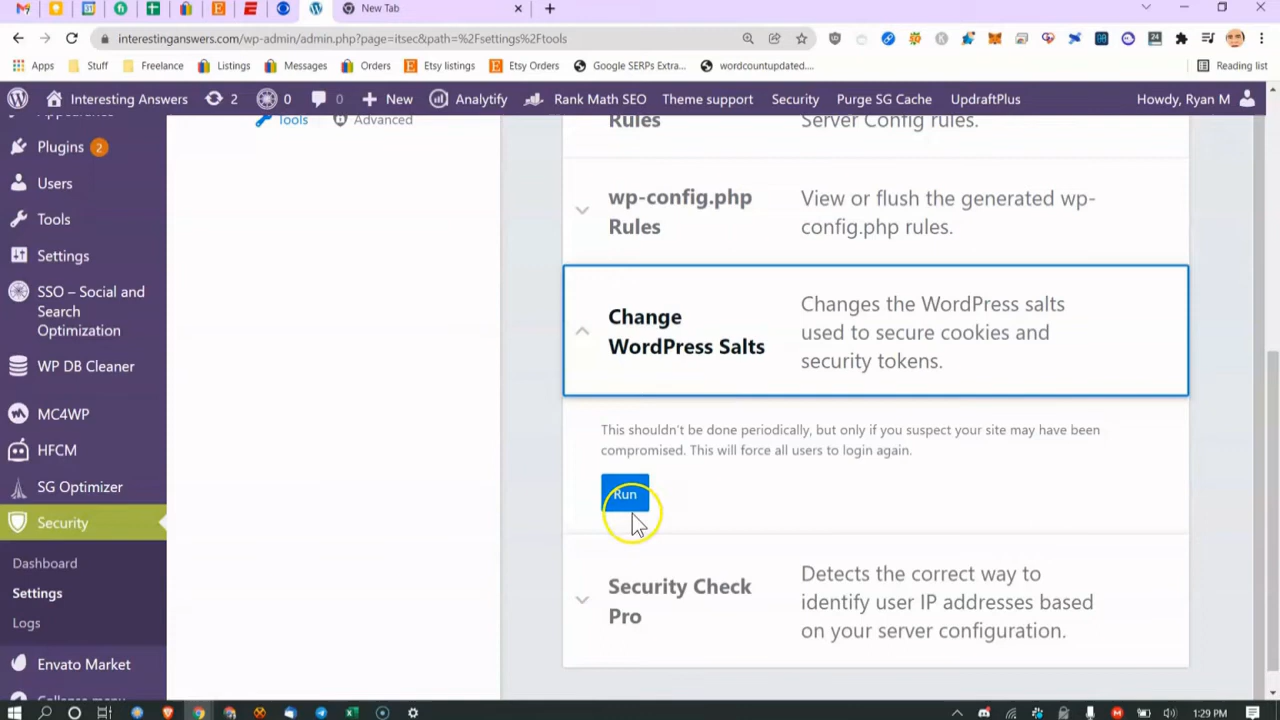 New Tab
interestinganswers.com/wp-admin/admin.php?page=itsec&path=%2Fsettings%2Ftools
Apps
Stuff
Freelance
Listings
Messages
Orders
Etsy listings
Etsy Orders
Google SERPs Extra...
wordcountupdated....
Reading list
Interesting Answers
2
0
0
New
Analytify
Rank Math SEO
Theme support
Security
Purge SG Cache
UpdraftPlus
Howdy, Ryan M
Appearance
Plugins 2
Users
Tools
Settings
SSO – Social and
Search
Optimization
WP DB Cleaner
MC4WP
HFCM
SG Optimizer
Security
Dashboard
Settings
Logs
Envato Market
Collapse menu
Tools
Advanced
Rules
Server Config rules.
wp-config.php
Rules
View or flush the generated wp-
config.php rules.
Change
WordPress Salts
Changes the WordPress salts
used to secure cookies and
security tokens.
This shouldn't be done periodically, but only if you suspect your site may have been
compromised. This will force all users to login again.
Run
Security Check
Pro
Detects the correct way to
identify user IP addresses based
on your server configuration.
1:29 PM